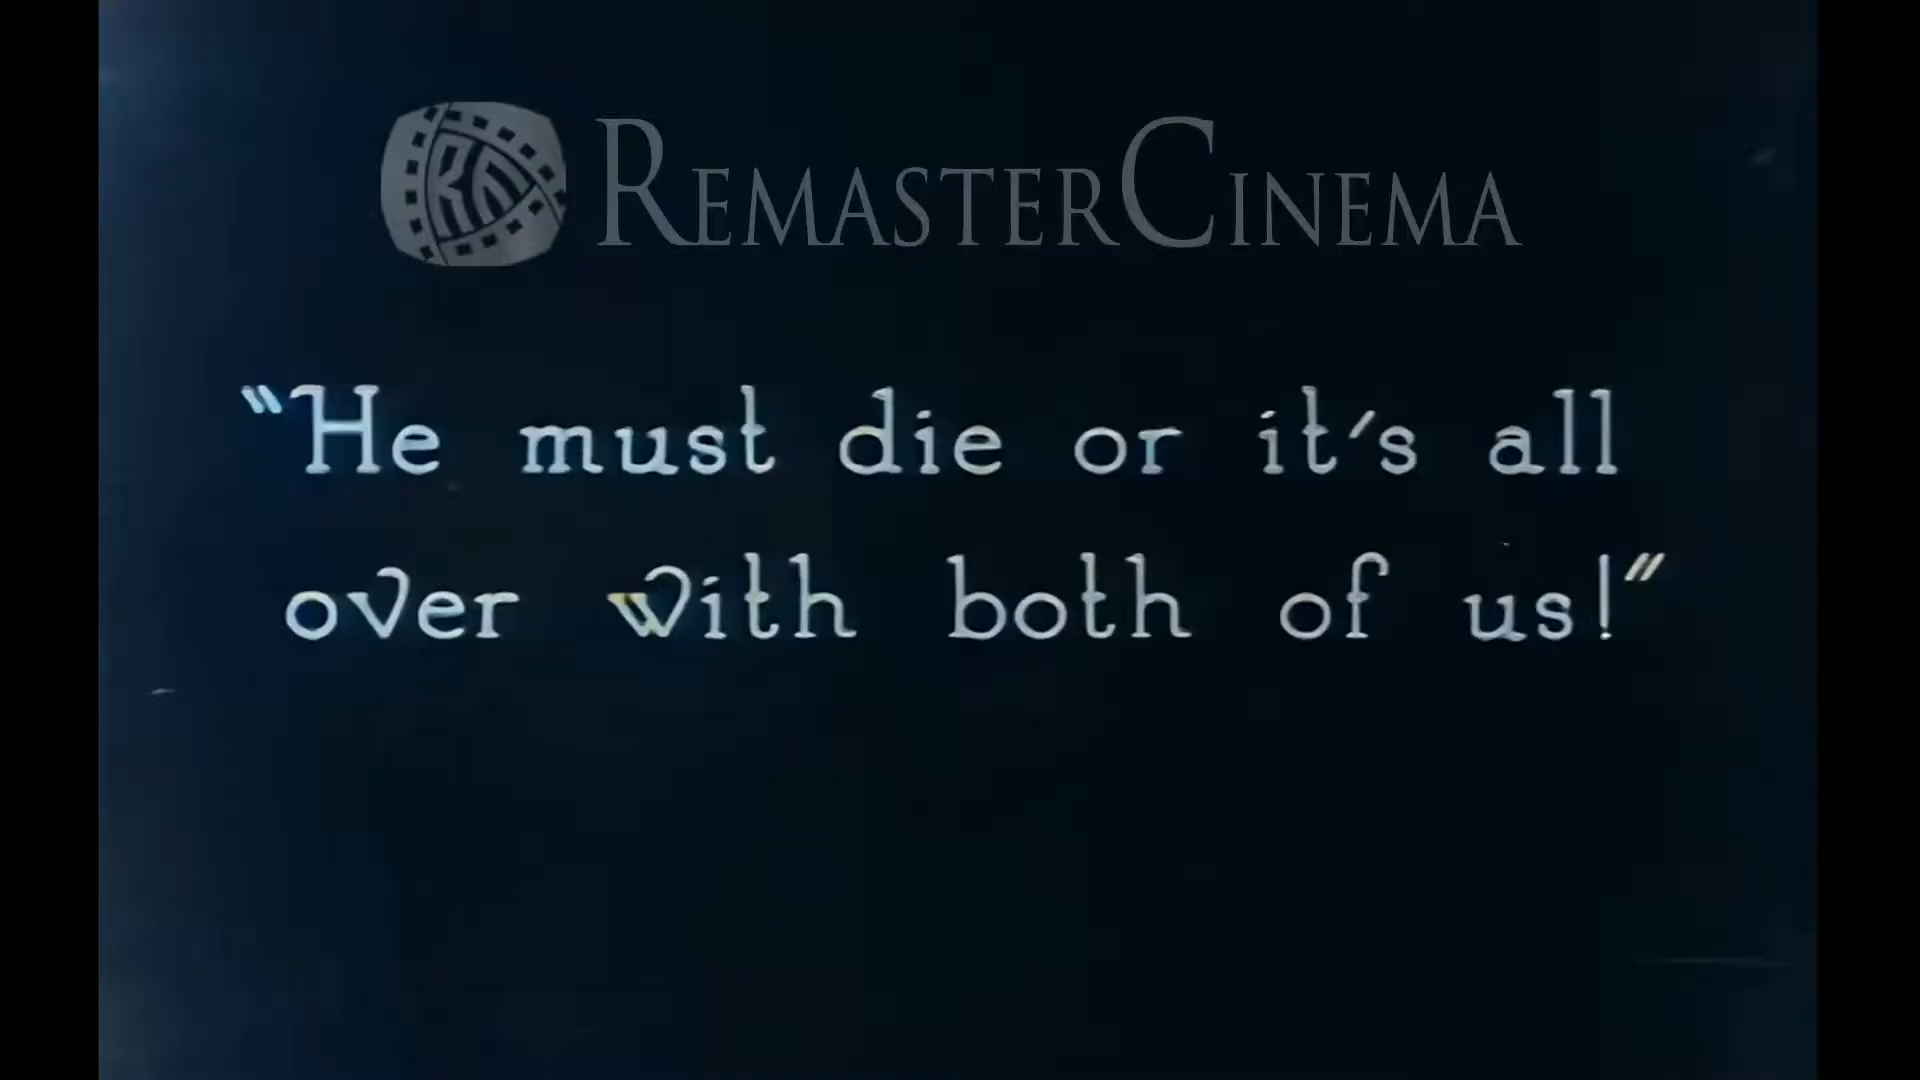 REMASTERCINEMA
"He must die or it's all
over with both of us!"